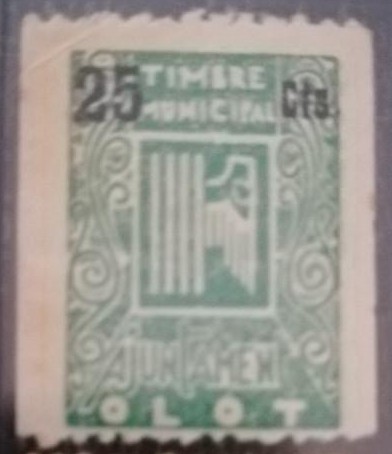 25 TIMBRE
MUNICIPAL Cts.
AJUNTAMENT
OLOT